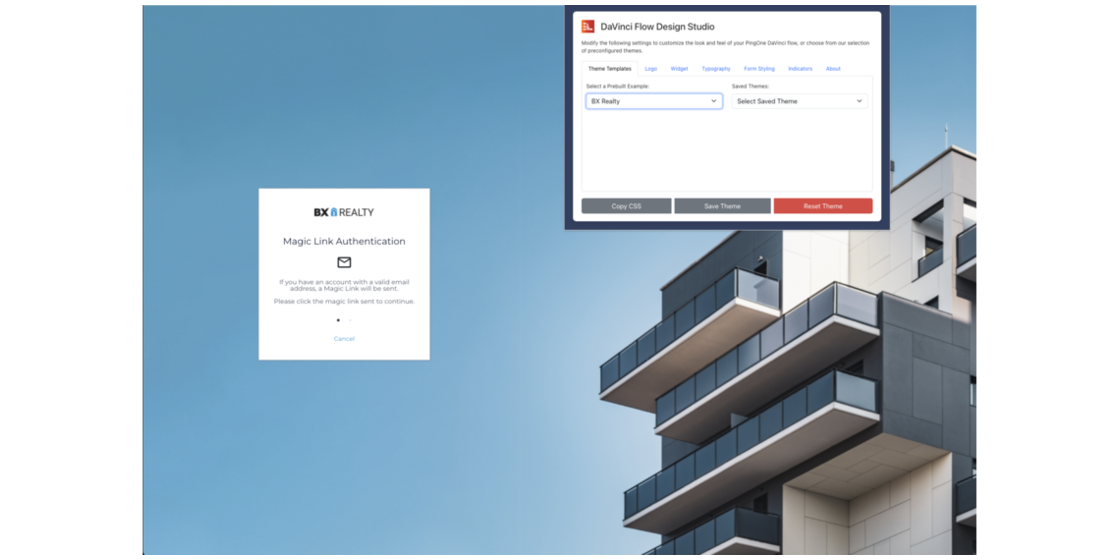 DaVinci Flow Design Studio
Modify the following settings to customize the look and feel of your PingOne DaVinci flow, or choose from our selection
of preconfigured themes.
Theme Templates Logo Widget Typography Form Styling Indicators About
Select a Prebuilt Example: Saved Themes:
BX Realty Select Saved Theme
Copy CSS Save Theme Reset Theme
BX REALTY
Magic Link Authentication
If you have an account with a valid email
address, a Magic Link will be sent.
Please click the magic link sent to continue.
Cancel